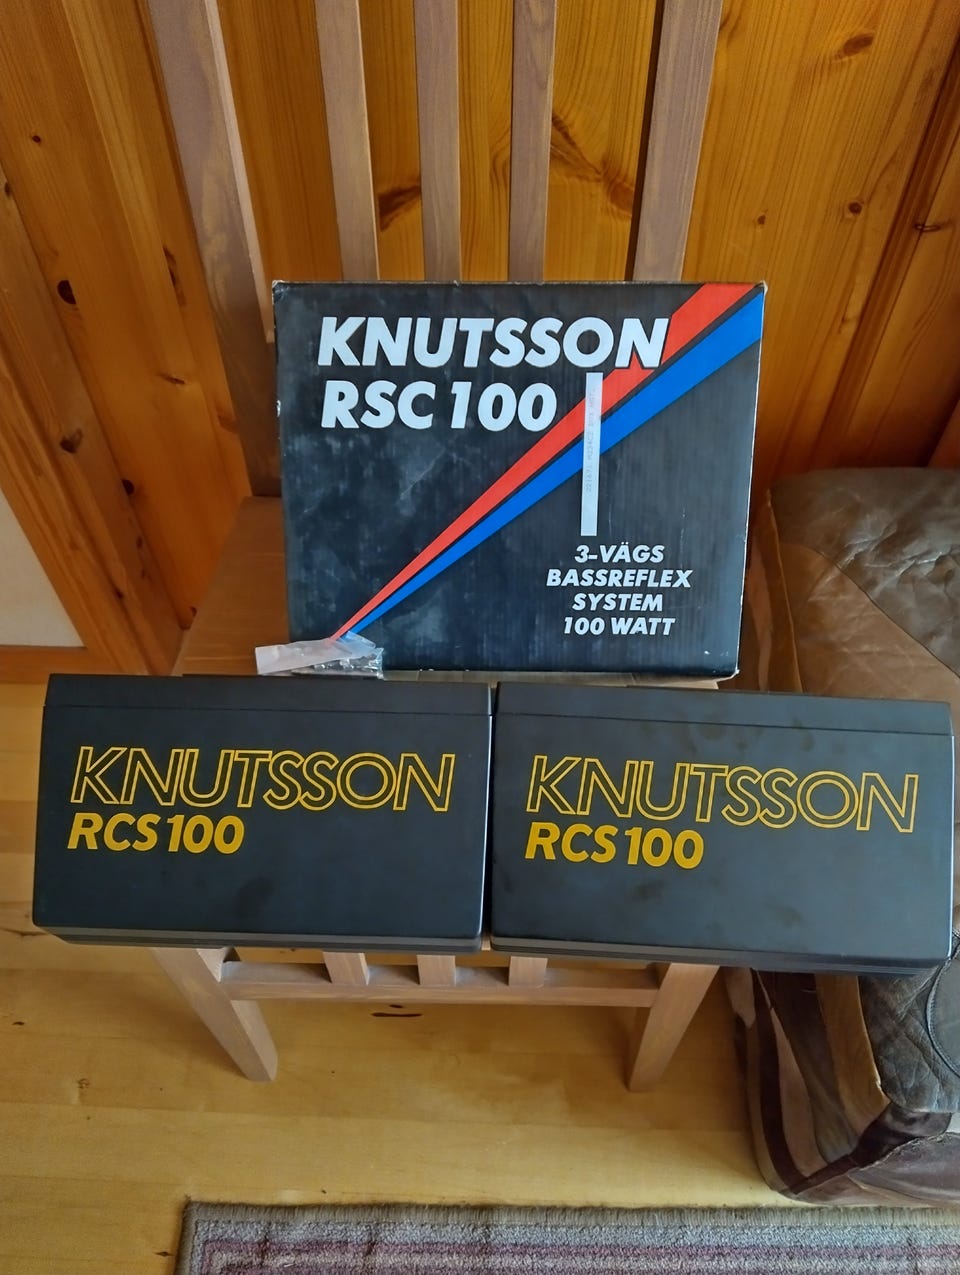 KNUTSSON
RSC 100
3-VÄGS
BASSREFLEX
SYSTEM
100 WATT
KNUTSSON
RCS 100
KNUTSSON
RCS 100